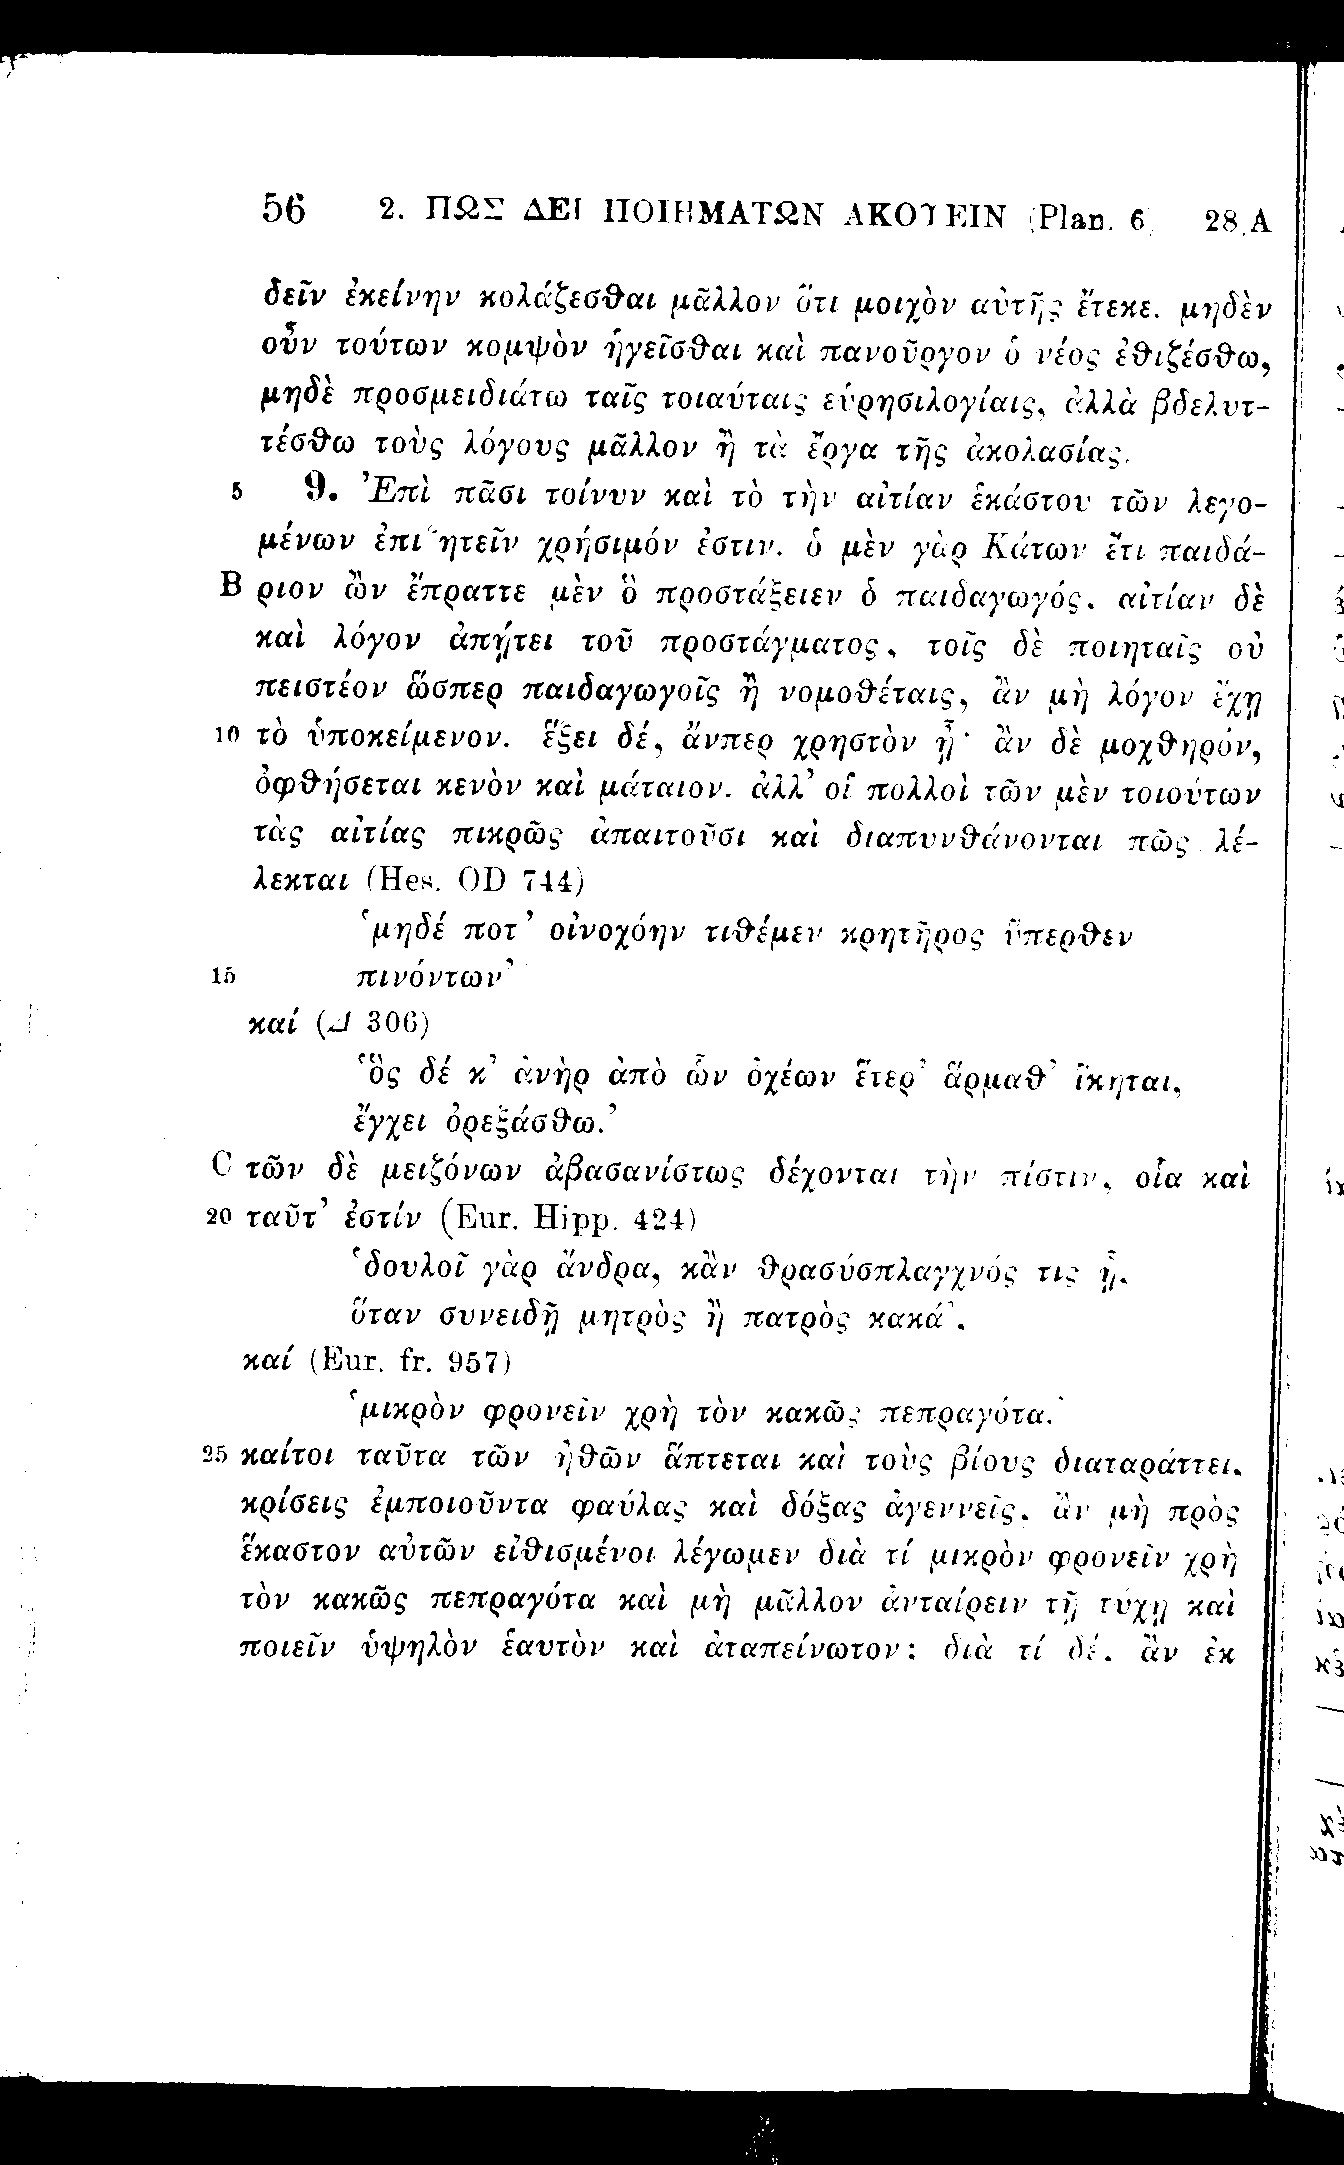 56 2. ΠΩΣ ΔΕΙ ΠΟΙΗΜΑΤΩΝ ΑΚΟΥΕΙΝ (Plan. 6) 28 A
δεῖν ἐκείνην κολάζεσθαι μᾶλλον ὅτι μοιχὸν αὐτῆς ἔτεκε. μηδὲν
οὖν τούτων κομψὸν ἡγεῖσθαι καὶ πανοῦργον ὁ νέος ἐθιζέσθω,
μηδὲ προσμειδιάτω ταῖς τοιαύταις εὑρησιλογίαις, ἀλλὰ βδελυτ-
τέσθω τοὺς λόγους μᾶλλον ἢ τὰ ἔργα τῆς ἀκολασίας.
5 9. Ἐπὶ πᾶσι τοίνυν καὶ τὸ τὴν αἰτίαν ἑκάστου τῶν λεγο-
μένων ἐπιζητεῖν χρήσιμόν ἐστιν. ὁ μὲν γὰρ Κάτων ἔτι παιδά-
B ριον ὢν ἔπραττε μὲν ὃ προστάξειεν ὁ παιδαγωγός, αἰτίαν δὲ
καὶ λόγον ἀπῄτει τοῦ προστάγματος, τοῖς δὲ ποιηταῖς οὐ
πειστέον ὥσπερ παιδαγωγοῖς ἢ νομοθέταις, ἂν μὴ λόγον ἔχῃ
10 τὸ ὑποκείμενον. ἕξει δέ, ἄνπερ χρηστὸν ᾖ· ἂν δὲ μοχθηρόν,
ὀφθήσεται κενὸν καὶ μάταιον. ἀλλ’ οἱ πολλοὶ τῶν μὲν τοιούτων
τὰς αἰτίας πικρῶς ἀπαιτοῦσι καὶ διαπυνθάνονται πῶς λέ-
λεκται (Hes. OD 744)
‘μηδέ ποτ’ οἰνοχόην τιθέμεν κρητῆρος ὕπερθεν
15 πινόντων’
καί (Δ 306)
‘ὃς δέ κ’ ἀνὴρ ἀπὸ ὧν ὀχέων ἕτερ’ ἅρμαθ’ ἵκηται,
ἔγχει ὀρεξάσθω.’
C τῶν δὲ μειζόνων ἀβασανίστως δέχονται τὴν πίστιν, οἷα καὶ
20 ταῦτ’ ἐστίν (Eur. Hipp. 424)
‘δουλοῖ γὰρ ἄνδρα, κἂν θρασύσπλαγχνός τις ᾖ,
ὅταν συνειδῇ μητρὸς ἢ πατρὸς κακά’,
καί (Eur. fr. 957)
‘μικρὸν φρονεῖν χρὴ τὸν κακῶς πεπραγότα.’
25 καίτοι ταῦτα τῶν ἠθῶν ἅπτεται καὶ τοὺς βίους διαταράττει,
κρίσεις ἐμποιοῦντα φαύλας καὶ δόξας ἀγεννεῖς, ἂν μὴ πρὸς
ἕκαστον αὐτῶν εἰθισμένοι λέγωμεν διὰ τί μικρὸν φρονεῖν χρὴ
τὸν κακῶς πεπραγότα καὶ μὴ μᾶλλον ἀνταίρειν τῇ τύχῃ καὶ
ποιεῖν ὑψηλὸν ἑαυτὸν καὶ ἀταπείνωτον; διὰ τί δέ, ἂν ἐκ